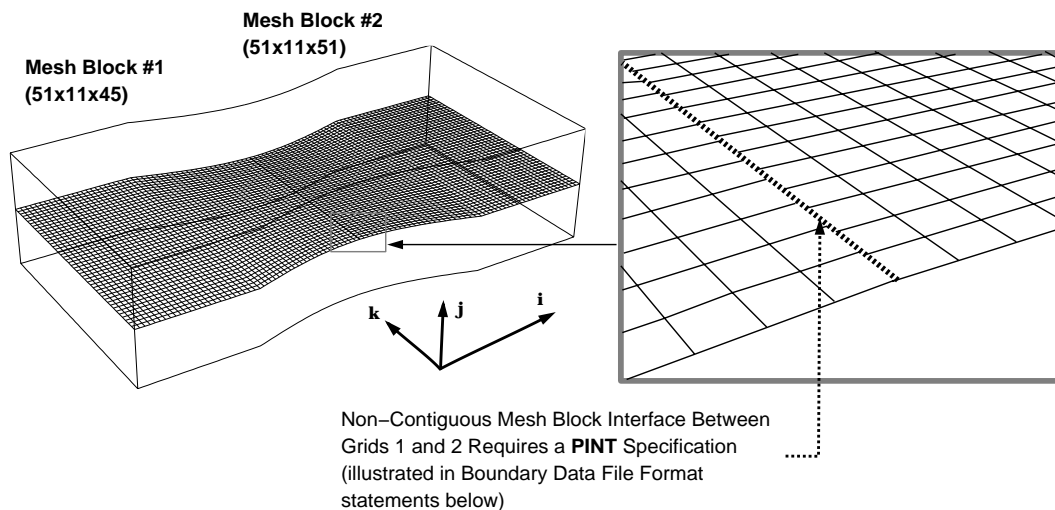 Mesh Block #2
(51x11x51)
Mesh Block #1
(51x11x45)
k
j
i
Non−Contiguous Mesh Block Interface Between
Grids 1 and 2 Requires a PINT Specification
(illustrated in Boundary Data File Format
statements below)